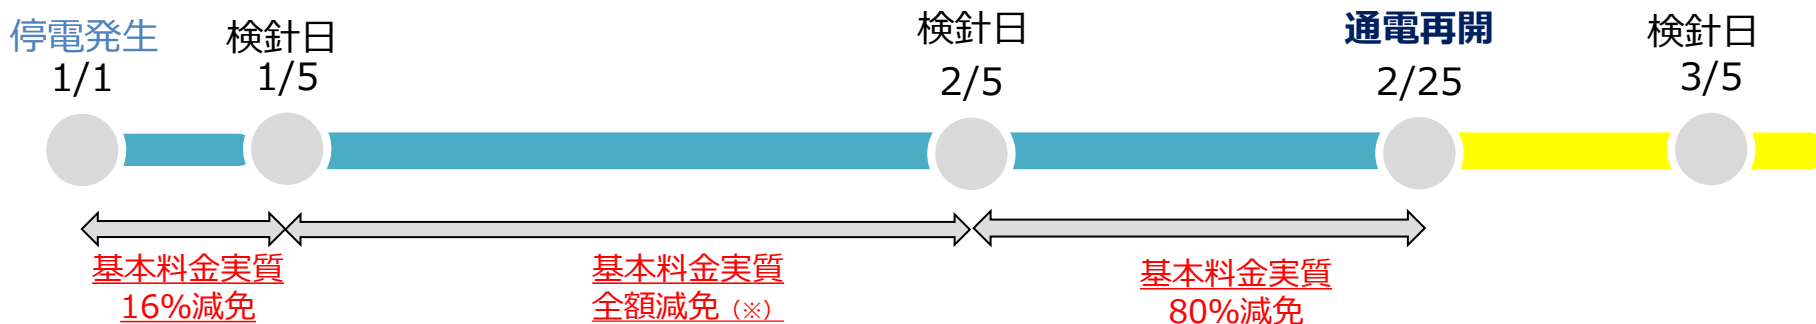 停電発生
1/1
検針日
1/5
検針日
2/5
通電再開
2/25
検針日
3/5
基本料金実質
16%減免
基本料金実質
全額減免（※）
基本料金実質
80%減免